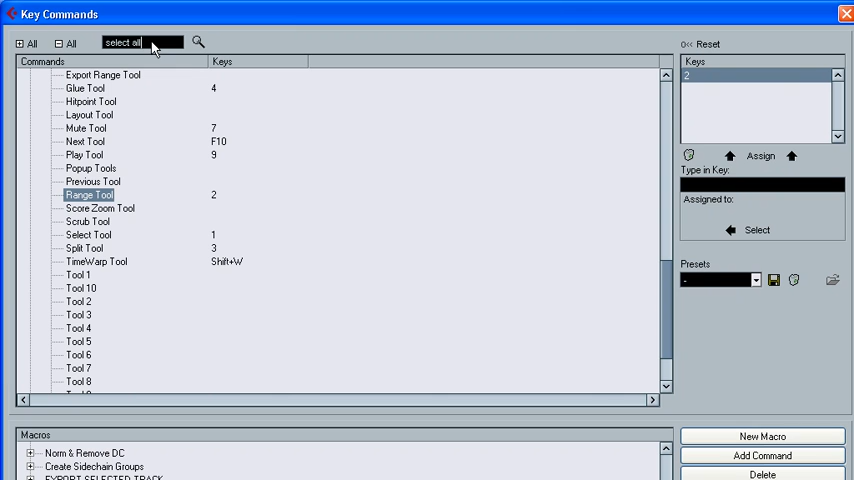 Key Commands
All
All
select all
Reset
Commands
Keys
Keys
Export Range Tool
2
Glue Tool 4
Hitpoint Tool
Layout Tool
Mute Tool 7
Next Tool F10
Play Tool 9
Assign
Popup Tools
Type in Key:
Previous Tool
Range Tool 2
Assigned to:
Score Zoom Tool
Scrub Tool
Select Tool 1
Select
Split Tool 3
TimeWarp Tool Shift+W
Presets
Tool 1
-
Tool 10
Tool 2
Tool 3
Tool 4
Tool 5
Tool 6
Tool 7
Tool 8
Macros
New Macro
Norm & Remove DC
Add Command
Create Sidechain Groups
Delete
EXPORT SELECTED TRACK